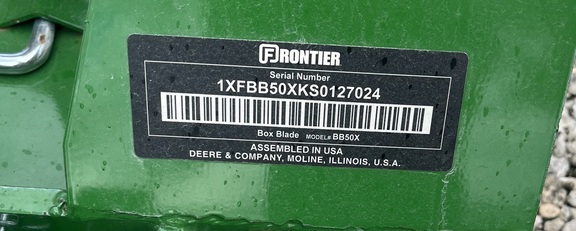 FRONTIER
Serial Number
1XFBB50XKS0127024
Box Blade MODEL# BB50X
ASSEMBLED IN USA
DEERE & COMPANY, MOLINE, ILLINOIS, U.S.A.